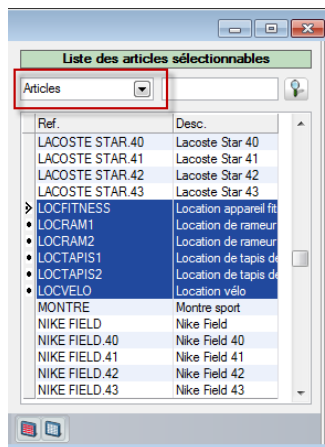 Liste des articles sélectionnables
Articles
Ref. Desc.
LACOSTE STAR.40 Lacoste Star 40
LACOSTE STAR.41 Lacoste Star 41
LACOSTE STAR.42 Lacoste Star 42
LACOSTE STAR.43 Lacoste Star 43
LOCFITNESS Location appareil fit
LOCRAM1 Location de rameur
LOCRAM2 Location de rameur
LOCTAPIS1 Location de tapis de
LOCTAPIS2 Location de tapis de
LOCVELO Location vélo
MONTRE Montre sport
NIKE FIELD Nike Field
NIKE FIELD.40 Nike Field 40
NIKE FIELD.41 Nike Field 41
NIKE FIELD.42 Nike Field 42
NIKE FIELD.43 Nike Field 43